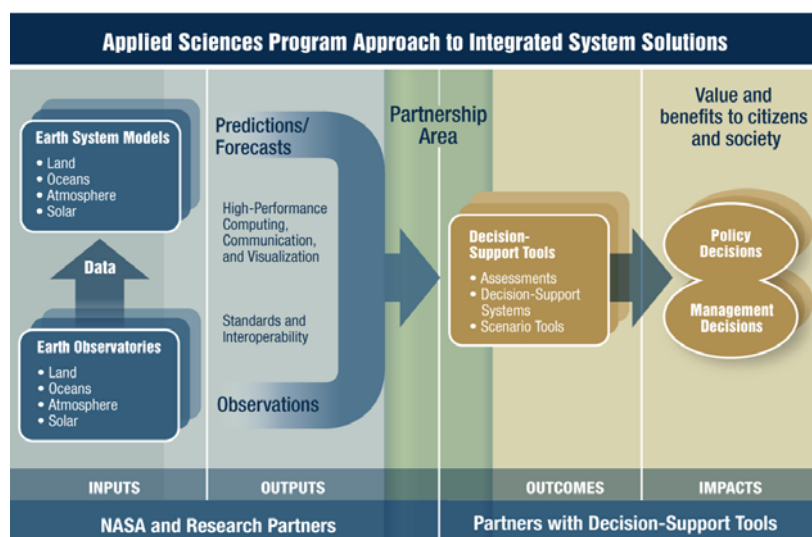 Applied Sciences Program Approach to Integrated System Solutions
Earth System Models
• Land
• Oceans
• Atmosphere
• Solar
Data
Earth Observatories
• Land
• Oceans
• Atmosphere
• Solar
Predictions/
Forecasts
High-Performance
Computing,
Communication,
and Visualization
Standards and
Interoperability
Observations
Partnership
Area
Decision-
Support Tools
• Assessments
• Decision-Support
Systems
• Scenario Tools
Value and
benefits to citizens
and society
Policy
Decisions
Management
Decisions
INPUTS
OUTPUTS
OUTCOMES
IMPACTS
NASA and Research Partners
Partners with Decision-Support Tools